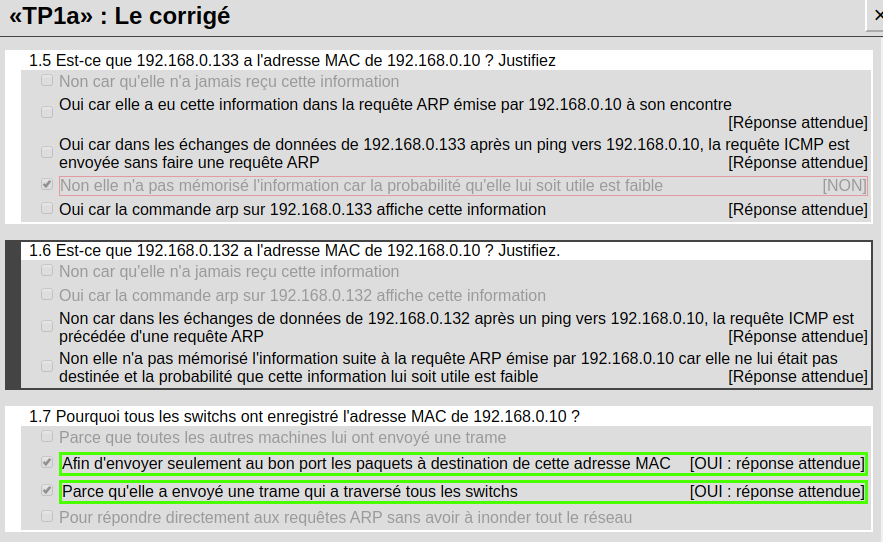 «TP1a» : Le corrigé
1.5 Est-ce que 192.168.0.133 a l'adresse MAC de 192.168.0.10 ? Justifiez
Non car qu'elle n'a jamais reçu cette information
Oui car elle a eu cette information dans la requête ARP émise par 192.168.0.10 à son encontre
[Réponse attendue]
Oui car dans les échanges de données de 192.168.0.133 après un ping vers 192.168.0.10, la requête ICMP est
envoyée sans faire une requête ARP [Réponse attendue]
Non elle n'a pas mémorisé l'information car la probabilité qu'elle lui soit utile est faible [NON]
Oui car la commande arp sur 192.168.0.133 affiche cette information [Réponse attendue]
1.6 Est-ce que 192.168.0.132 a l'adresse MAC de 192.168.0.10 ? Justifiez.
Non car qu'elle n'a jamais reçu cette information
Oui car la commande arp sur 192.168.0.132 affiche cette information
Non car dans les échanges de données de 192.168.0.132 après un ping vers 192.168.0.10, la requête ICMP est
précédée d'une requête ARP [Réponse attendue]
Non elle n'a pas mémorisé l'information suite à la requête ARP émise par 192.168.0.10 car elle ne lui était pas
destinée et la probabilité que cette information lui soit utile est faible [Réponse attendue]
1.7 Pourquoi tous les switchs ont enregistré l'adresse MAC de 192.168.0.10 ?
Parce que toutes les autres machines lui ont envoyé une trame
Afin d'envoyer seulement au bon port les paquets à destination de cette adresse MAC [OUI : réponse attendue]
Parce qu'elle a envoyé une trame qui a traversé tous les switchs [OUI : réponse attendue]
Pour répondre directement aux requêtes ARP sans avoir à inonder tout le réseau